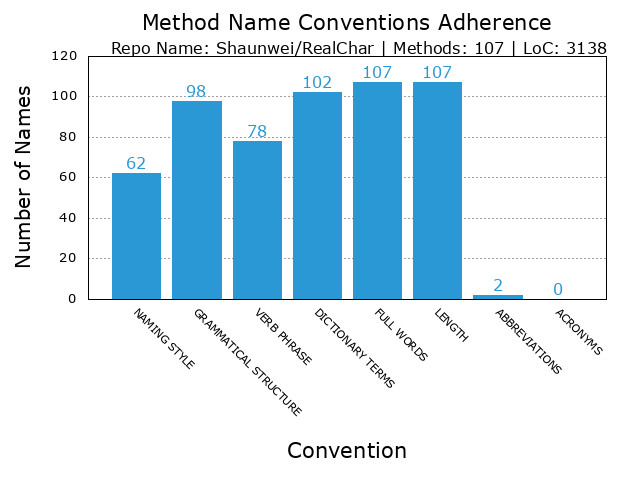 Method Name Conventions Adherence
Repo Name: Shaunwei/RealChar | Methods: 107 | LoC: 3138
Number of Names
120
100
80
60
40
20
0
62
98
78
102
107
107
2
0
NAMING STYLE
GRAMMATICAL STRUCTURE
VERB PHRASE
DICTIONARY TERMS
FULL WORDS
LENGTH
ABBREVIATIONS
ACRONYMS
Convention